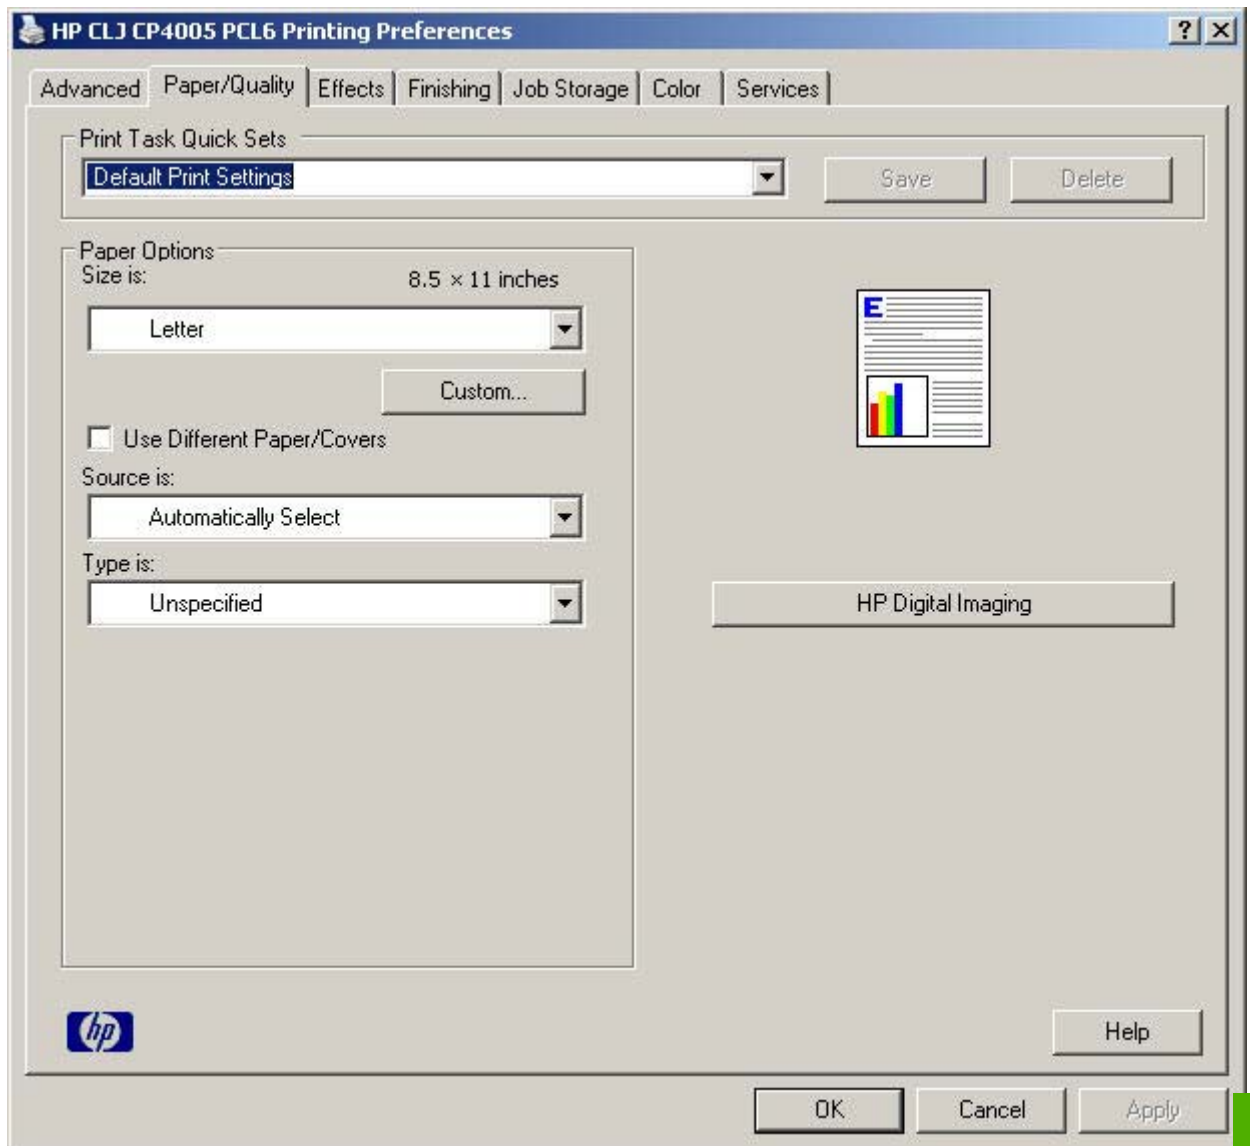 HP CLJ CP4005 PCL6 Printing Preferences
Advanced Paper/Quality Effects Finishing Job Storage Color Services
Print Task Quick Sets
Default Print Settings Save Delete
Paper Options
Size is: 8.5 × 11 inches
E
Letter
Custom...
Use Different Paper/Covers
Source is:
Automatically Select
Type is:
Unspecified HP Digital Imaging
hp Help
OK Cancel Apply